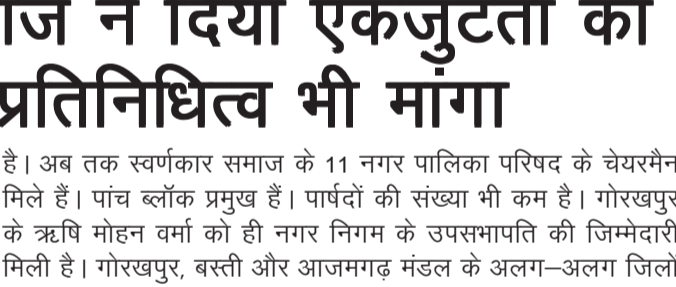 ज ने दिया एकजुटता का
प्रतिनिधित्व भी मांगा
है। अब तक स्वर्णकार समाज के 11 नगर पालिका परिषद के चेयरमैन
मिले हैं। पांच ब्लॉक प्रमुख हैं। पार्षदों की संख्या भी कम है। गोरखपुर
के ऋषि मोहन वर्मा को ही नगर निगम के उपसभापति की जिम्मेदारी
मिली है। गोरखपुर, बस्ती और आजमगढ़ मंडल के अलग–अलग जिलों